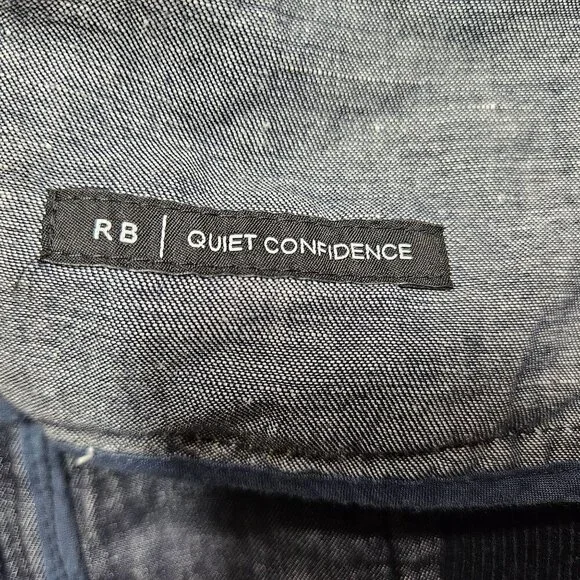 RB | QUIET CONFIDENCE